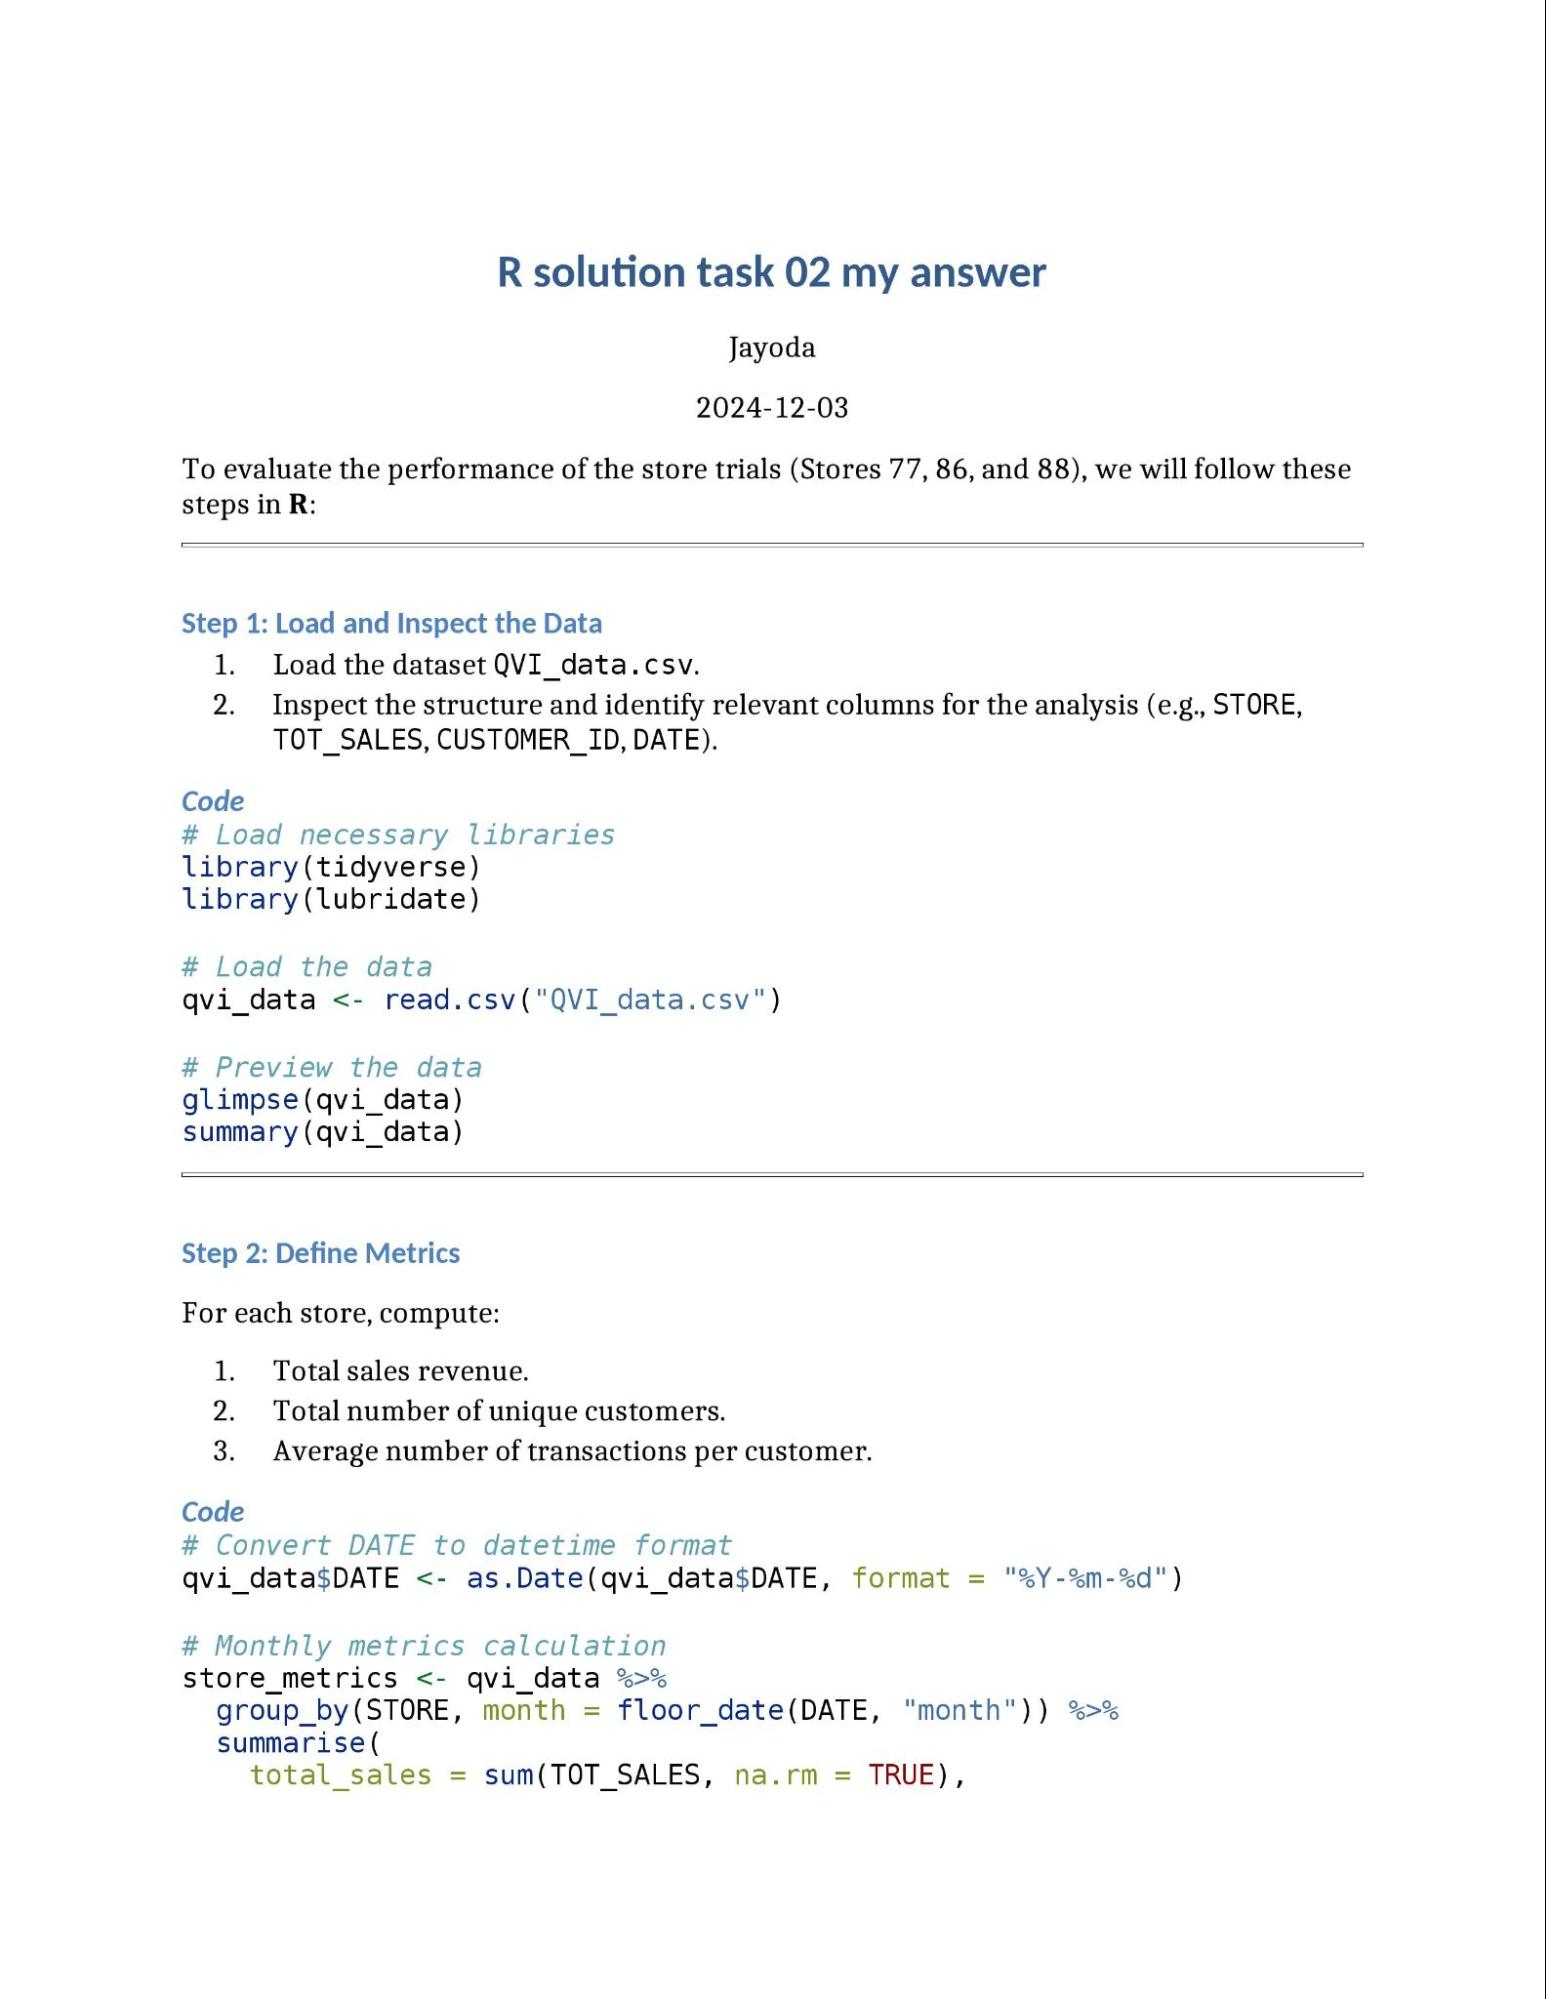 R solution task 02 my answer
Jayoda
2024-12-03
To evaluate the performance of the store trials (Stores 77, 86, and 88), we will follow these
steps in R:
Step 1: Load and Inspect the Data
1. Load the dataset QVI_data.csv.
2. Inspect the structure and identify relevant columns for the analysis (e.g., STORE,
TOT_SALES, CUSTOMER_ID, DATE).
Code
# Load necessary libraries
library(tidyverse)
library(lubridate)
# Load the data
qvi_data <- read.csv("QVI_data.csv")
# Preview the data
glimpse(qvi_data)
summary(qvi_data)
Step 2: Define Metrics
For each store, compute:
1. Total sales revenue.
2. Total number of unique customers.
3. Average number of transactions per customer.
Code
# Convert DATE to datetime format
qvi_data$DATE <- as.Date(qvi_data$DATE, format = "%Y-%m-%d")
# Monthly metrics calculation
store_metrics <- qvi_data %>%
  group_by(STORE, month = floor_date(DATE, "month")) %>%
  summarise(
    total_sales = sum(TOT_SALES, na.rm = TRUE),